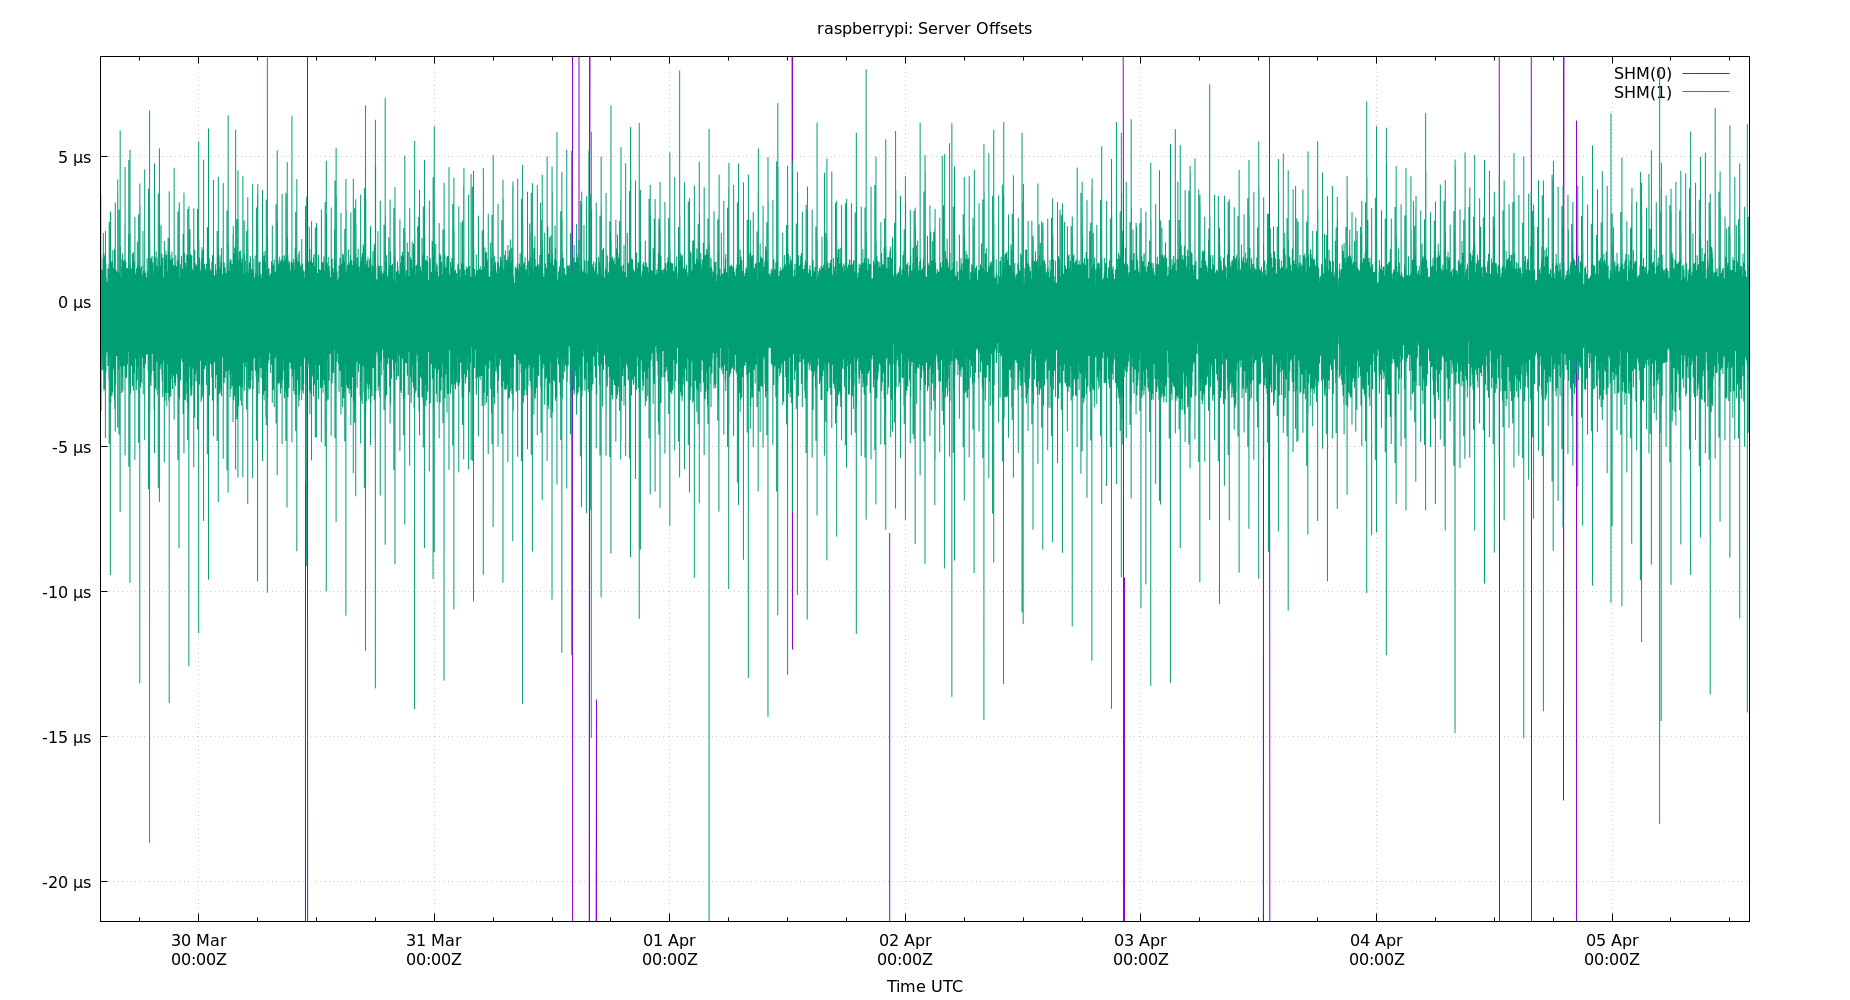 raspberrypi: Server Offsets
SHM(0)
SHM(1)
5 µs
0 µs
-5 µs
-10 µs
-15 µs
-20 µs
30 Mar
00:00Z
31 Mar
00:00Z
01 Apr
00:00Z
02 Apr
00:00Z
03 Apr
00:00Z
04 Apr
00:00Z
05 Apr
00:00Z
Time UTC